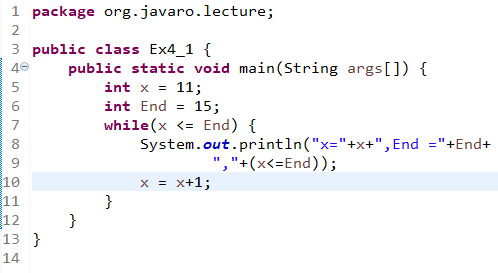 1 package org.javaro.lecture;
2
3 public class Ex4_1 {
4     public static void main(String args[]) {
5         int x = 11;
6         int End = 15;
7         while(x <= End) {
8             System.out.println("x="+x+",End ="+End+
9                     ","+(x<=End));
10             x = x+1;
11         }
12     }
13 }
14